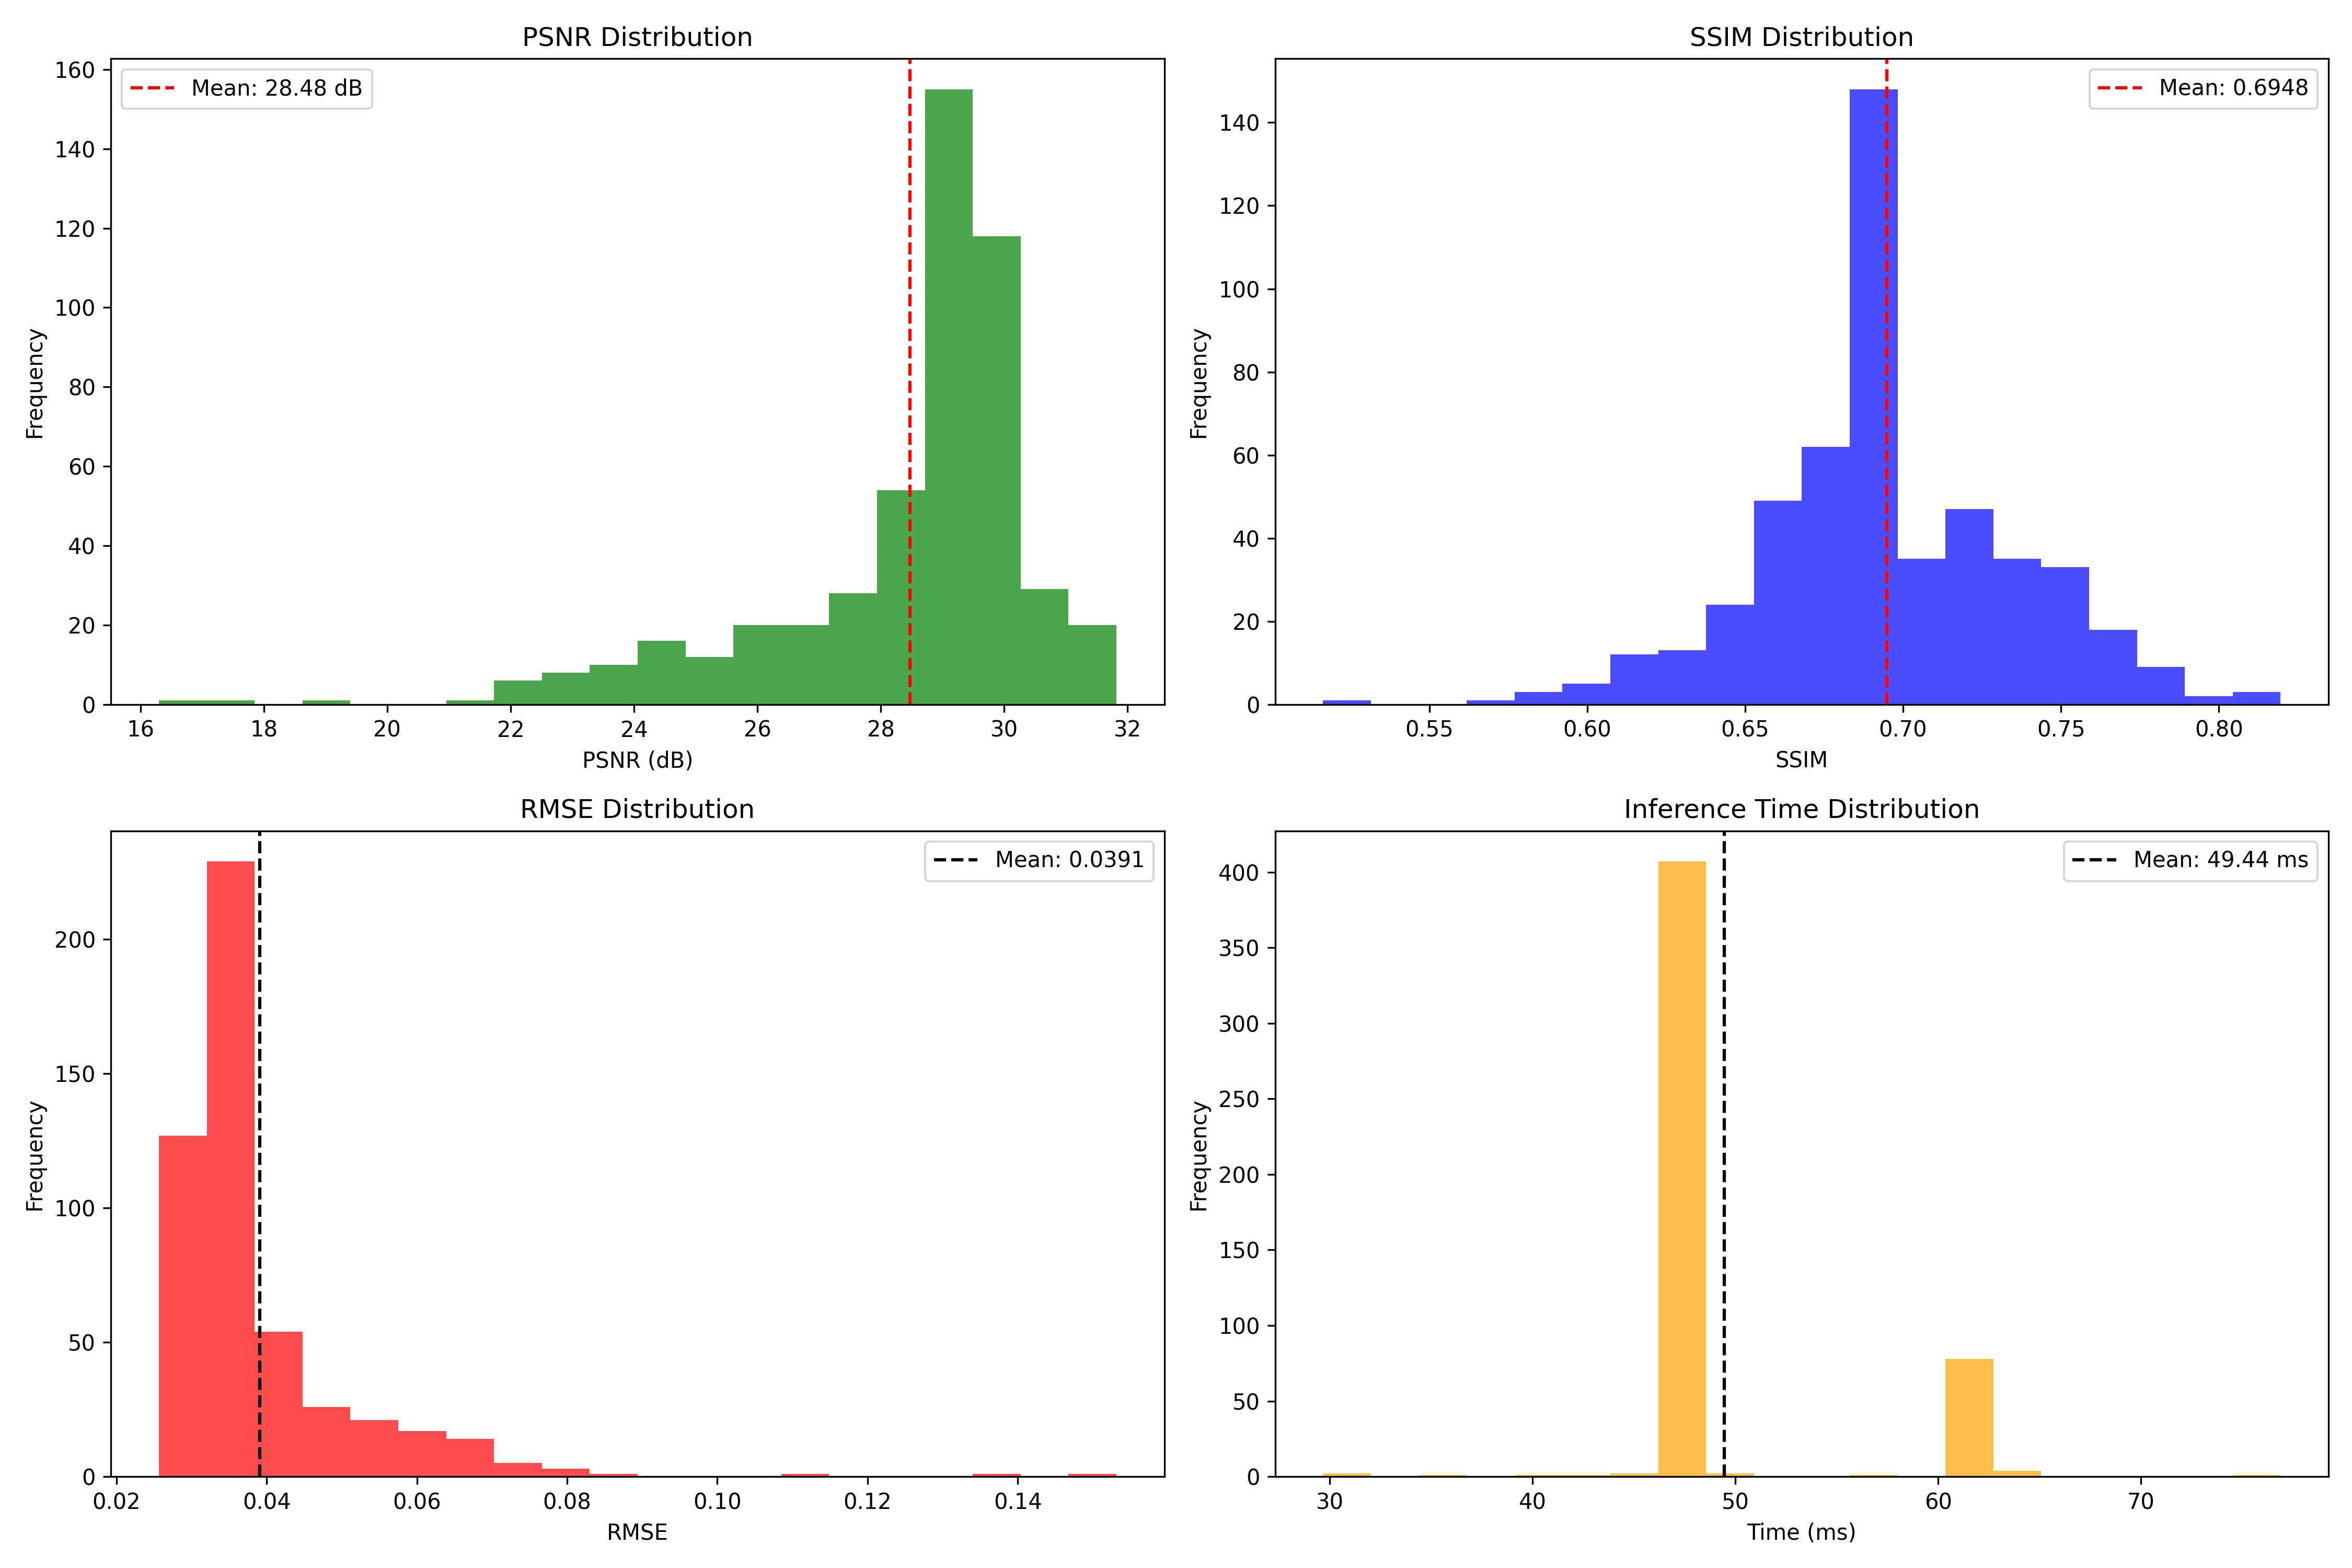 PSNR Distribution
Mean: 28.48 dB
Frequency
160
140
120
100
80
60
40
20
0
16 18 20 22 24 26 28 30 32
PSNR (dB)
SSIM Distribution
Mean: 0.6948
Frequency
140
120
100
80
60
40
20
0
0.55 0.60 0.65 0.70 0.75 0.80
SSIM
RMSE Distribution
Mean: 0.0391
Frequency
200
150
100
50
0
0.02 0.04 0.06 0.08 0.10 0.12 0.14
RMSE
Inference Time Distribution
Mean: 49.44 ms
Frequency
400
350
300
250
200
150
100
50
0
30 40 50 60 70
Time (ms)